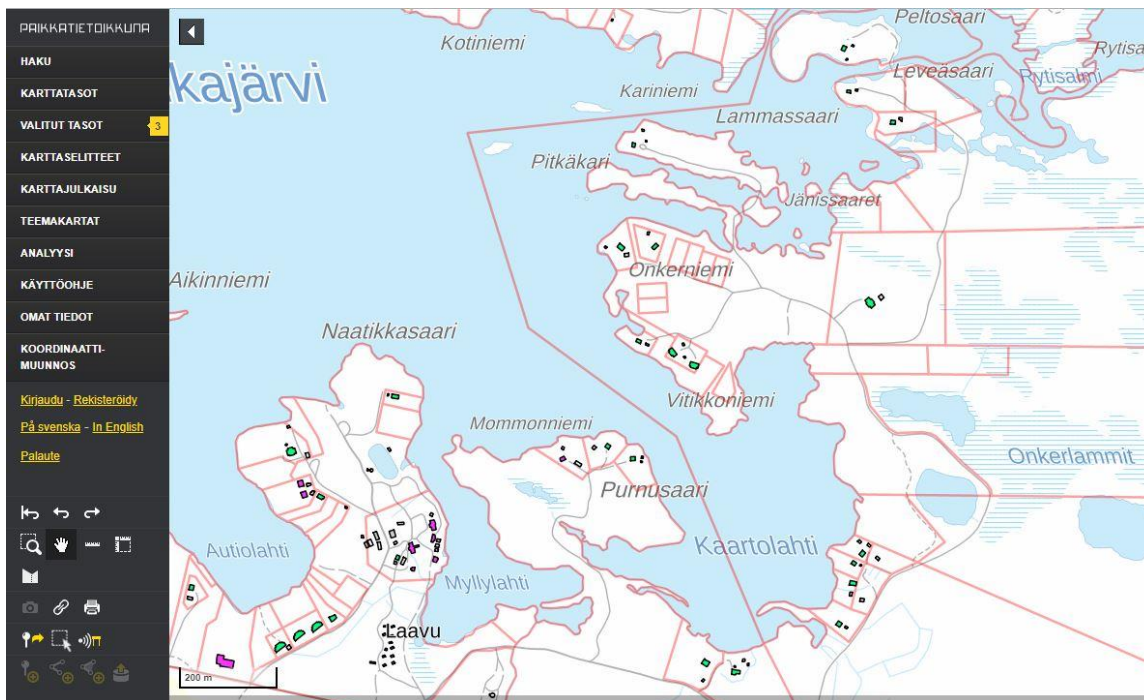 PAIKKATIETOIKKUNA
HAKU
KARTTATASOT
VALITUT TASOT
3
KARTTASELITTEET
KARTTAJULKAISU
TEEMAKARTAT
ANALYYSI
KÄYTTÖOHJE
OMAT TIEDOT
KOORDINAATTI-
MUUNNOS
Kirjaudu - Rekisteröidy
På svenska - In English
Palaute
Kotiniemi
Peltosaari
Rytisa
kajärvi
Kariniemi
Leveäsaari
Rytisalmi
Lammassaari
Pitkäkari
Jänissaaret
Aikinniemi
Onkerniemi
Naatikkasaari
Vitikkoniemi
Mommonniemi
Onkerlammit
Purnusaari
Autiolahti
Kaartolahti
Myllylahti
Laavu
200 m